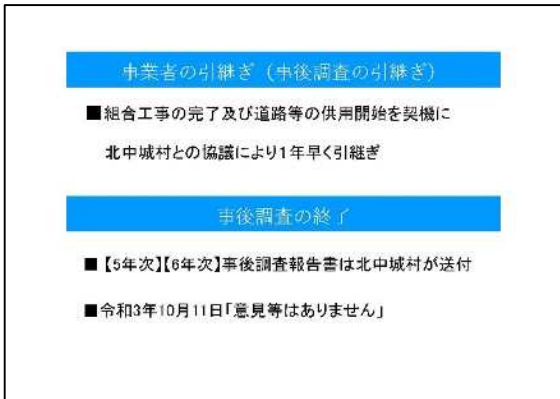 事業者の引継ぎ（事後調査の引継ぎ）
■組合工事の完了及び道路等の供用開始を契機に
北中城村との協議により1年早く引継ぎ
事後調査の終了
■【5年次】【6年次】事後調査報告書は北中城村が送付
■令和3年10月11日「意見等はありません」